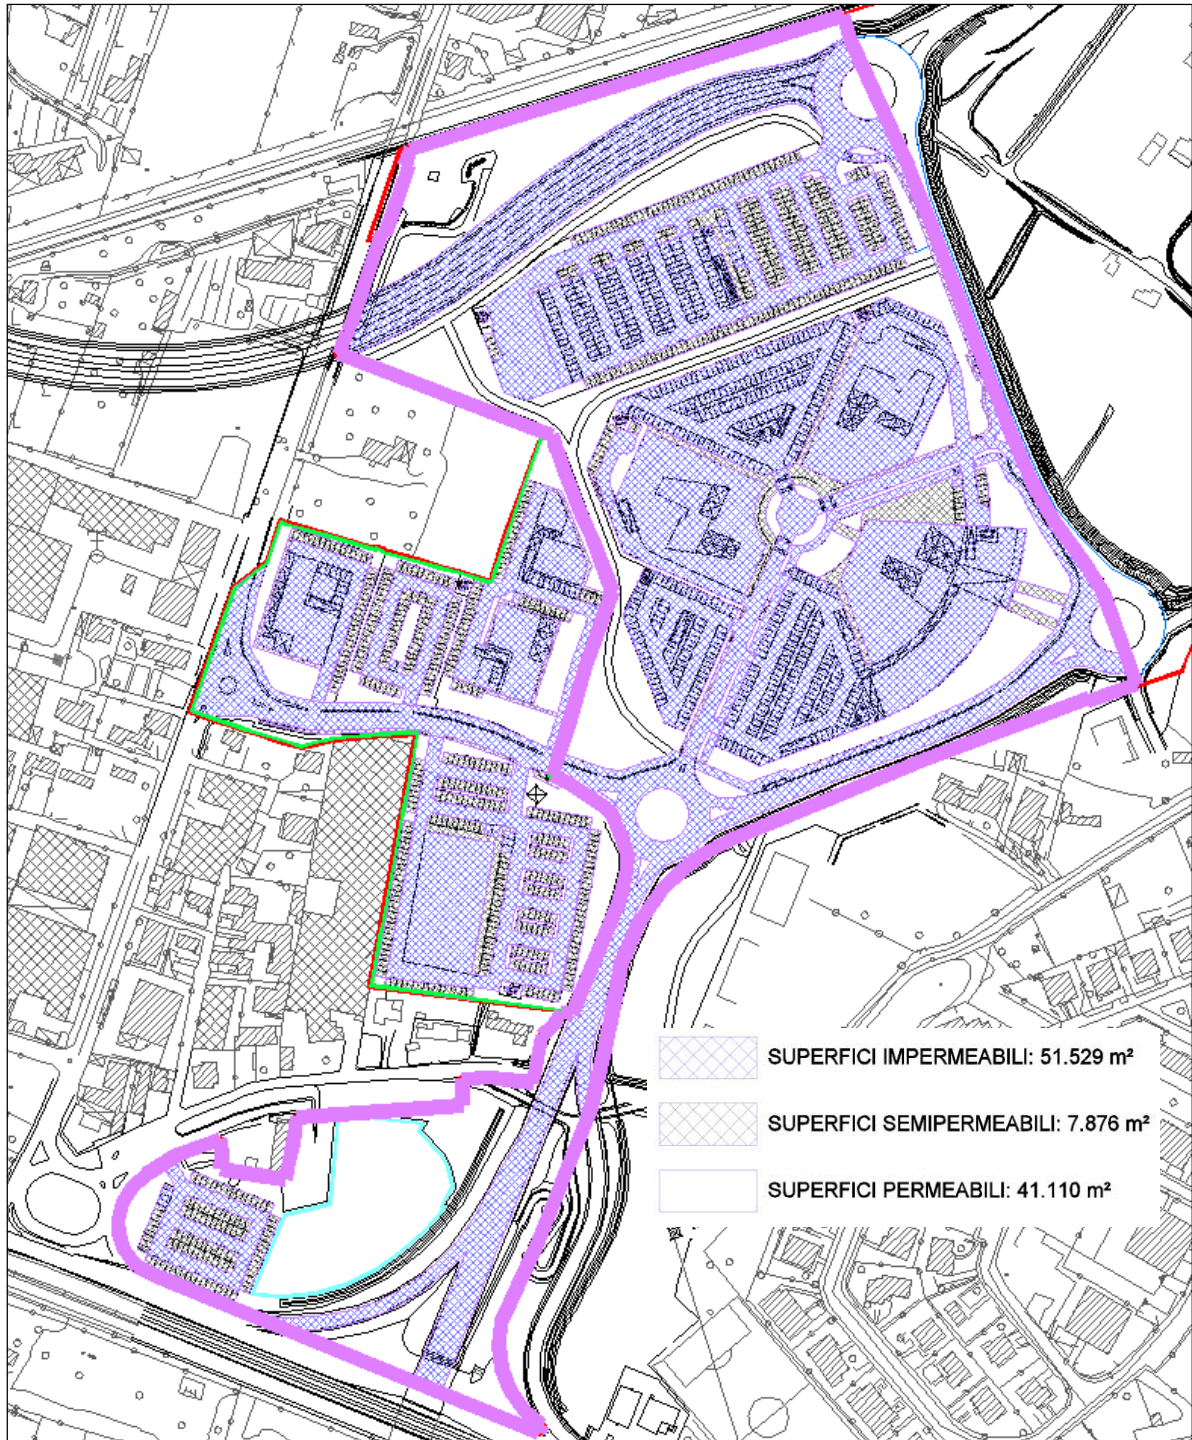 SUPERFICI IMPERMEABILI: 51.529 m²
SUPERFICI SEMIPERMEABILI: 7.876 m²
SUPERFICI PERMEABILI: 41.110 m²